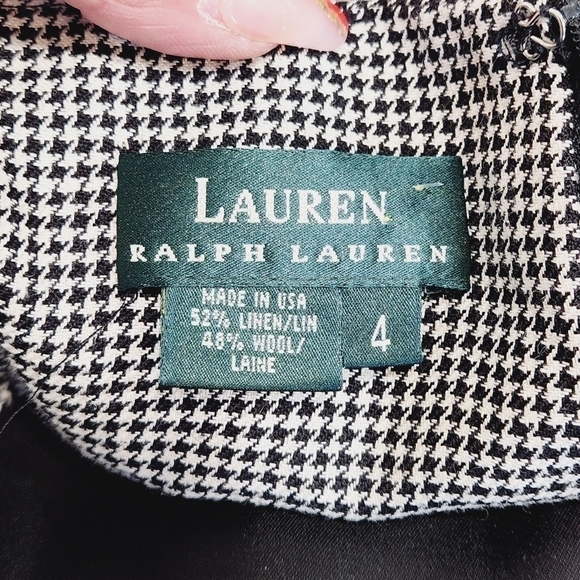 LAUREN
RALPH LAUREN
MADE IN USA
52% LINEN/LIN
48% WOOL/
LAINE
4